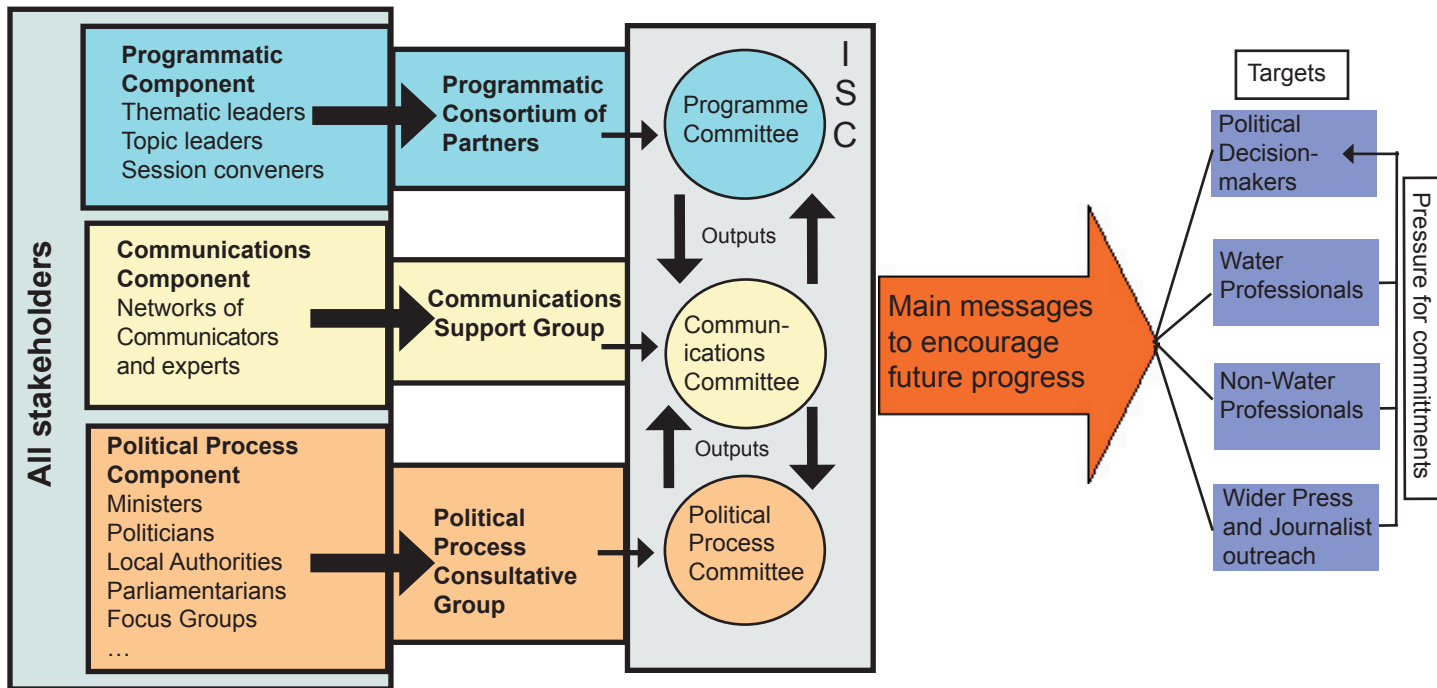 All stakeholders
Programmatic
Component
Thematic leaders
Topic leaders
Session conveners
Communications
Component
Networks of
Communicators
and experts
Political Process
Component
Ministers
Politicians
Local Authorities
Parliamentarians
Focus Groups
…
Programmatic
Consortium of
Partners
Communications
Support Group
Political
Process
Consultative
Group
I
S
C
Programme
Committee
Outputs
Commun-
ications
Committee
Outputs
Political
Process
Committee
Main messages
to encourage
future progress
Targets
Political
Decision-
makers
Water
Professionals
Non-Water
Professionals
Wider Press
and Journalist
outreach
Pressure for committments